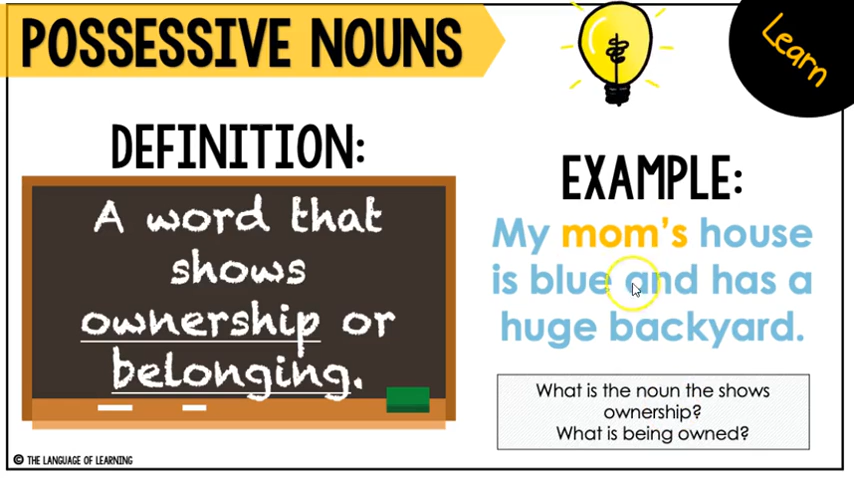 POSSESSIVE NOUNS
Learn
DEFINITION:
A word that
shows
ownership or
belonging.
EXAMPLE:
My mom's house
is blue and has a
huge backyard.
What is the noun the shows
ownership?
What is being owned?
© THE LANGUAGE OF LEARNING